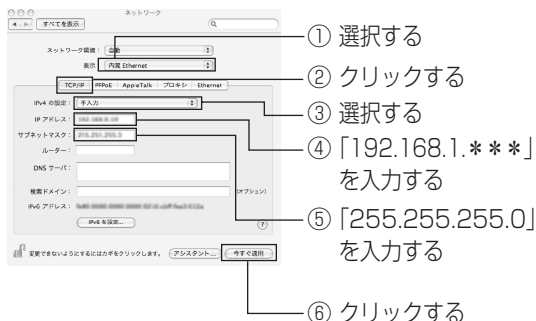 ネットワーク
すべてを表示
ネットワーク環境： 自動
表示： 内蔵 Ethernet
TCP/IP PPPoE AppleTalk プロキシ Ethernet
IPv4 の設定： 手入力
IP アドレス：
サブネットマスク：
ルーター：
DNS サーバ：
検索ドメイン： (オプション)
IPv6 アドレス：
IPv6 を設定...
?
変更できないようにするにはカギをクリックします。 アシスタント... 今すぐ適用
① 選択する
② クリックする
③ 選択する
④「192.168.1.＊＊＊」
を入力する
⑤「255.255.255.0」
を入力する
⑥ クリックする